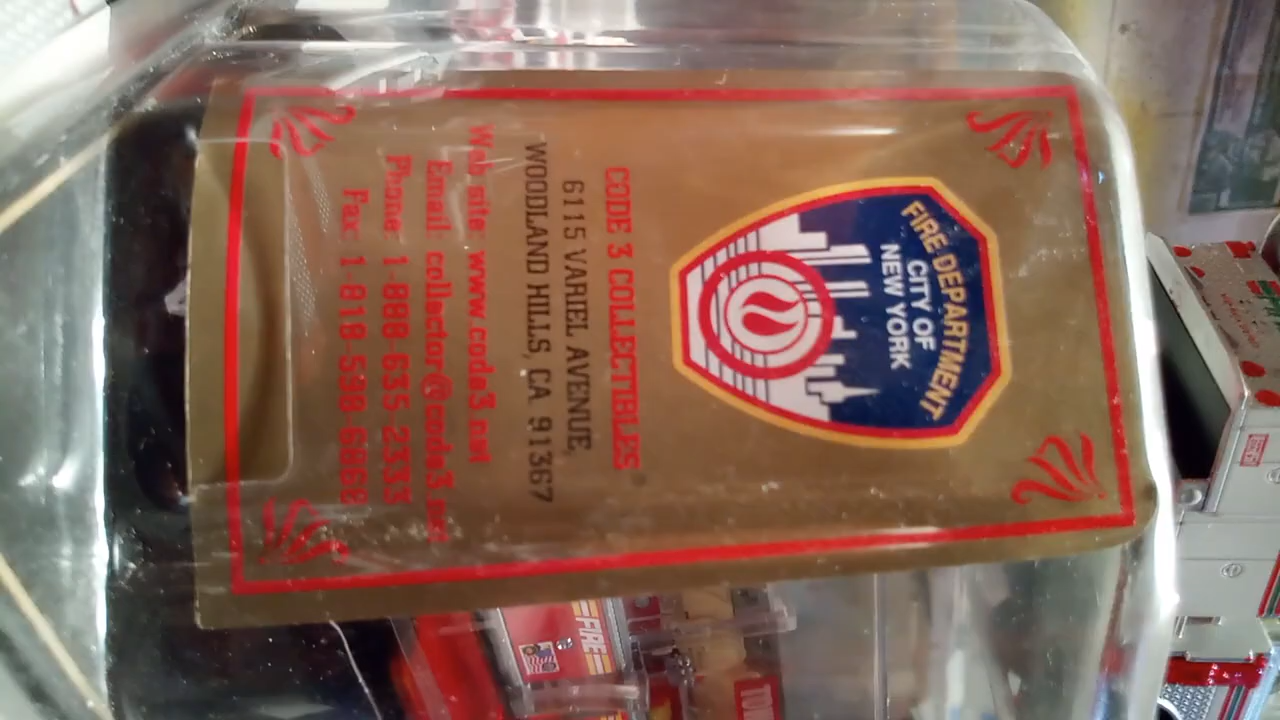 FIRE DEPARTMENT
CITY OF
NEW YORK
CODE 3 COLLECTIBLES®
6115 VARIEL AVENUE,
WOODLAND HILLS, CA 91367
Web site: www.code3.net
Email: collector@code3.net
Phone: 1-888-635-2333
Fax: 1-818-598-6868
FIRE